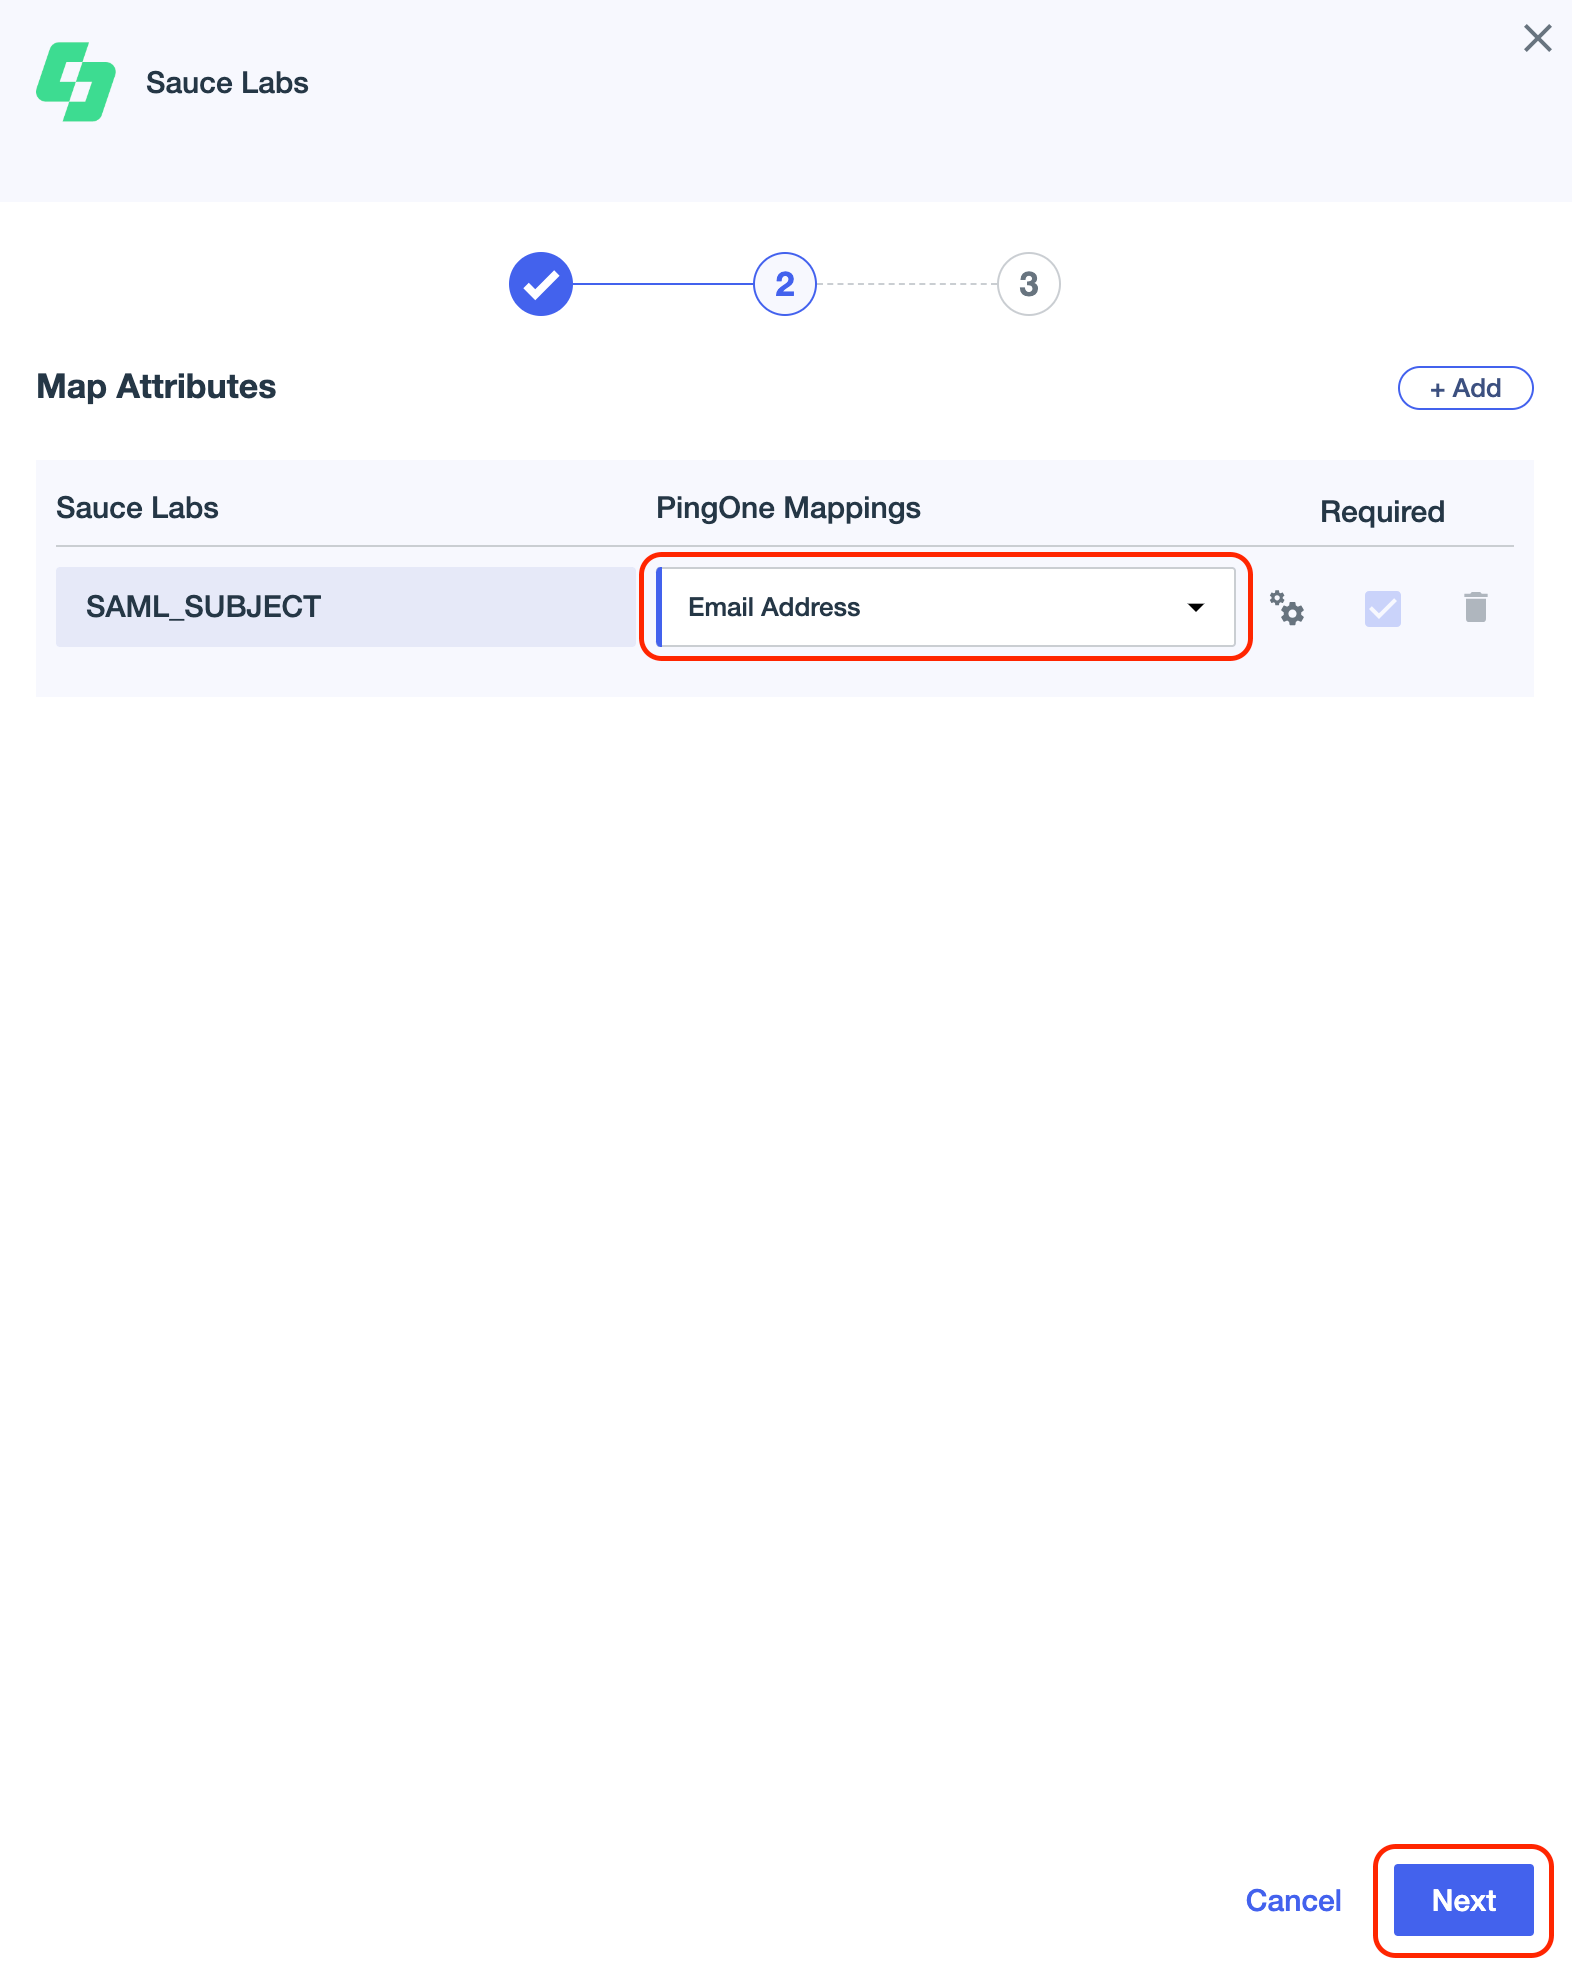 Sauce Labs
2
3
Map Attributes
+ Add
Sauce Labs
PingOne Mappings
Required
SAML_SUBJECT
Email Address
Cancel
Next